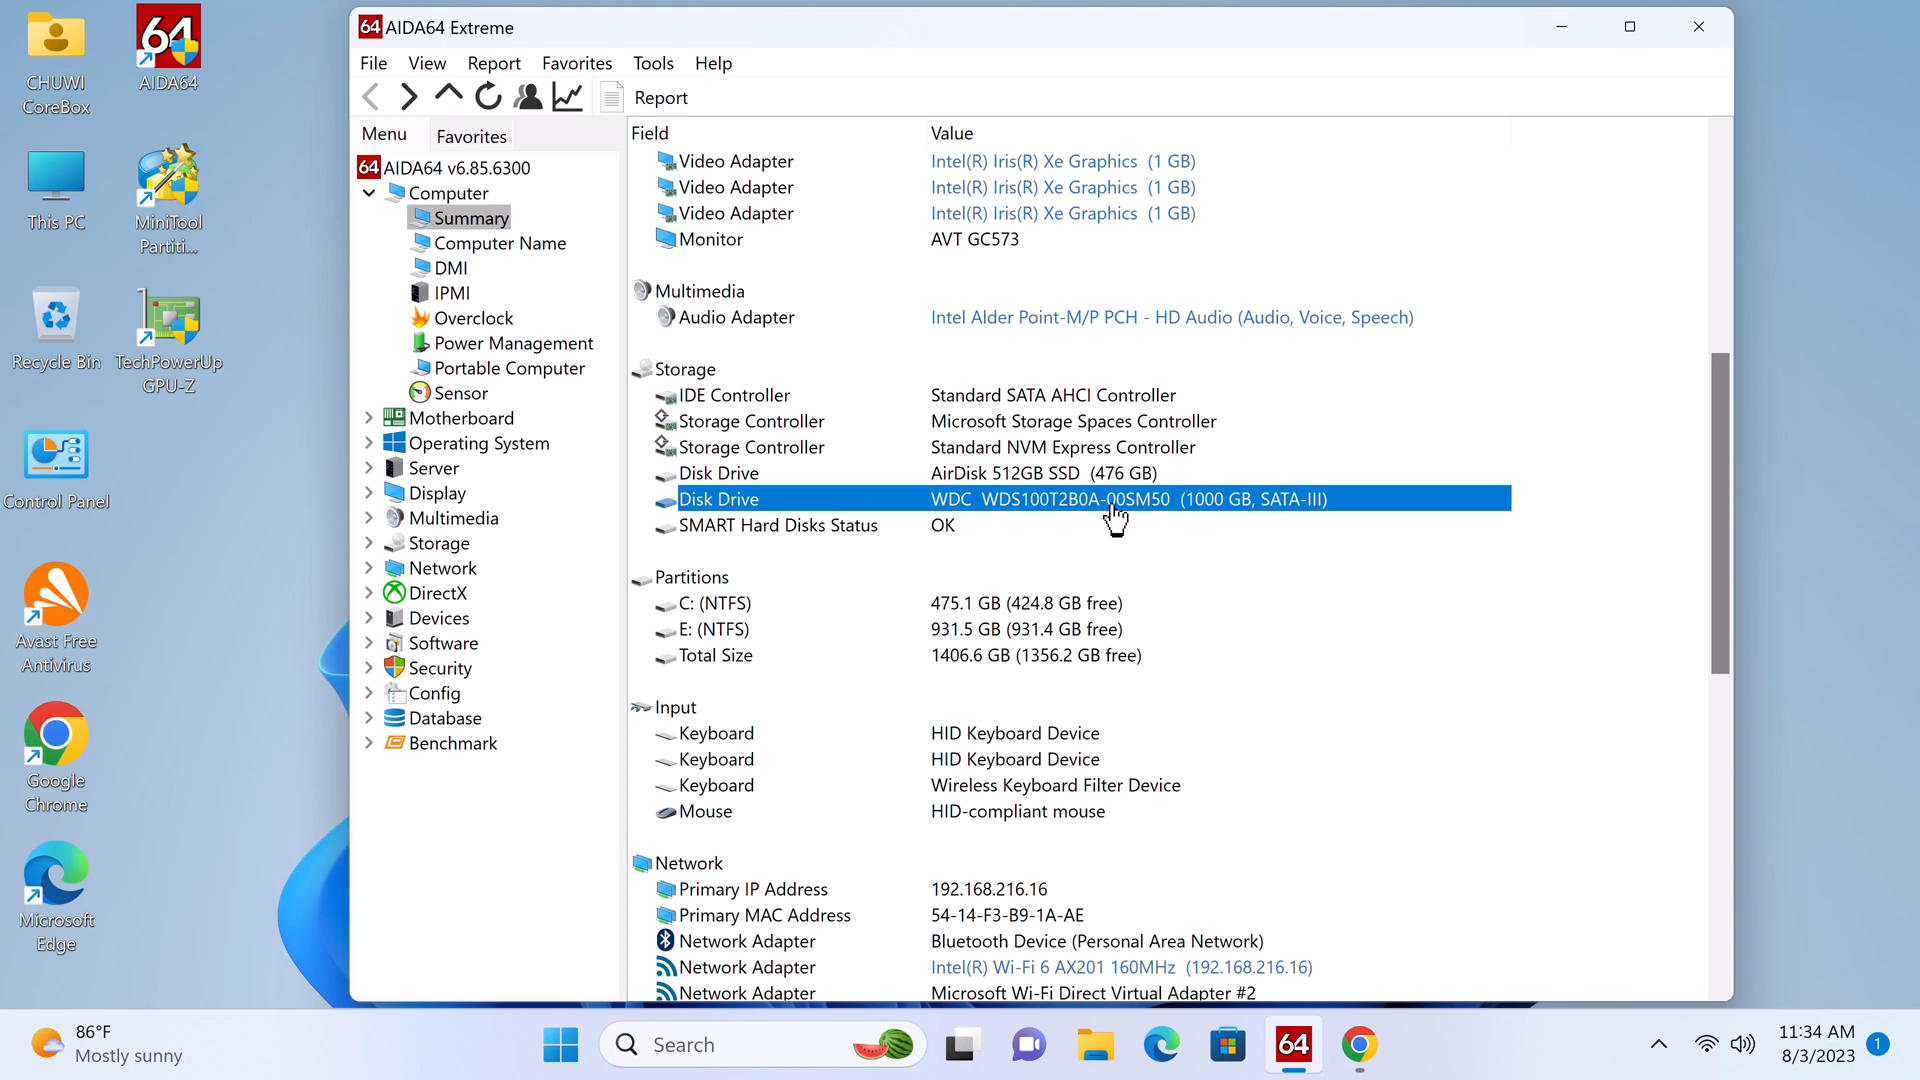 CHUWI
CoreBox
64
AIDA64
This PC
MiniTool
Partiti...
Recycle Bin
TechPowerUp
GPU-Z
Control Panel
Avast Free
Antivirus
Google
Chrome
Microsoft
Edge
64 AIDA64 Extreme
File View Report Favorites Tools Help
Report
Menu Favorites
64 AIDA64 v6.85.6300
Computer
Summary
Computer Name
DMI
IPMI
Overclock
Power Management
Portable Computer
Sensor
Motherboard
Operating System
Server
Display
Multimedia
Storage
Network
DirectX
Devices
Software
Security
Config
Database
Benchmark
Field Value
Video Adapter Intel(R) Iris(R) Xe Graphics (1 GB)
Video Adapter Intel(R) Iris(R) Xe Graphics (1 GB)
Video Adapter Intel(R) Iris(R) Xe Graphics (1 GB)
Monitor AVT GC573
Multimedia
Audio Adapter Intel Alder Point-M/P PCH - HD Audio (Audio, Voice, Speech)
Storage
IDE Controller Standard SATA AHCI Controller
Storage Controller Microsoft Storage Spaces Controller
Storage Controller Standard NVM Express Controller
Disk Drive AirDisk 512GB SSD (476 GB)
Disk Drive WDC WDS100T2B0A-00SM50 (1000 GB, SATA-III)
SMART Hard Disks Status OK
Partitions
C: (NTFS) 475.1 GB (424.8 GB free)
E: (NTFS) 931.5 GB (931.4 GB free)
Total Size 1406.6 GB (1356.2 GB free)
Input
Keyboard HID Keyboard Device
Keyboard HID Keyboard Device
Keyboard Wireless Keyboard Filter Device
Mouse HID-compliant mouse
Network
Primary IP Address 192.168.216.16
Primary MAC Address 54-14-F3-B9-1A-AE
Network Adapter Bluetooth Device (Personal Area Network)
Network Adapter Intel(R) Wi-Fi 6 AX201 160MHz (192.168.216.16)
Network Adapter Microsoft Wi-Fi Direct Virtual Adapter #2
86°F
Mostly sunny
Search
64
11:34 AM
8/3/2023
1